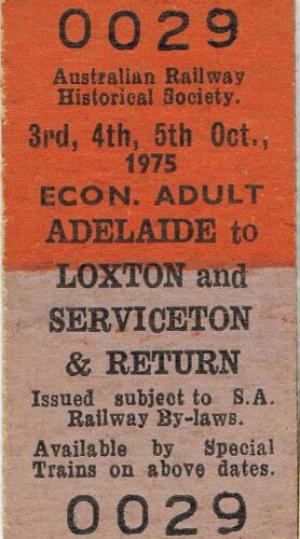 0029
Australian Railway
Historical Society.
3rd, 4th, 5th Oct.,
1975
ECON. ADULT
ADELAIDE to
LOXTON and
SERVICETON
& RETURN
Issued subject to S.A.
Railway By-laws.
Available by Special
Trains on above dates.
0029